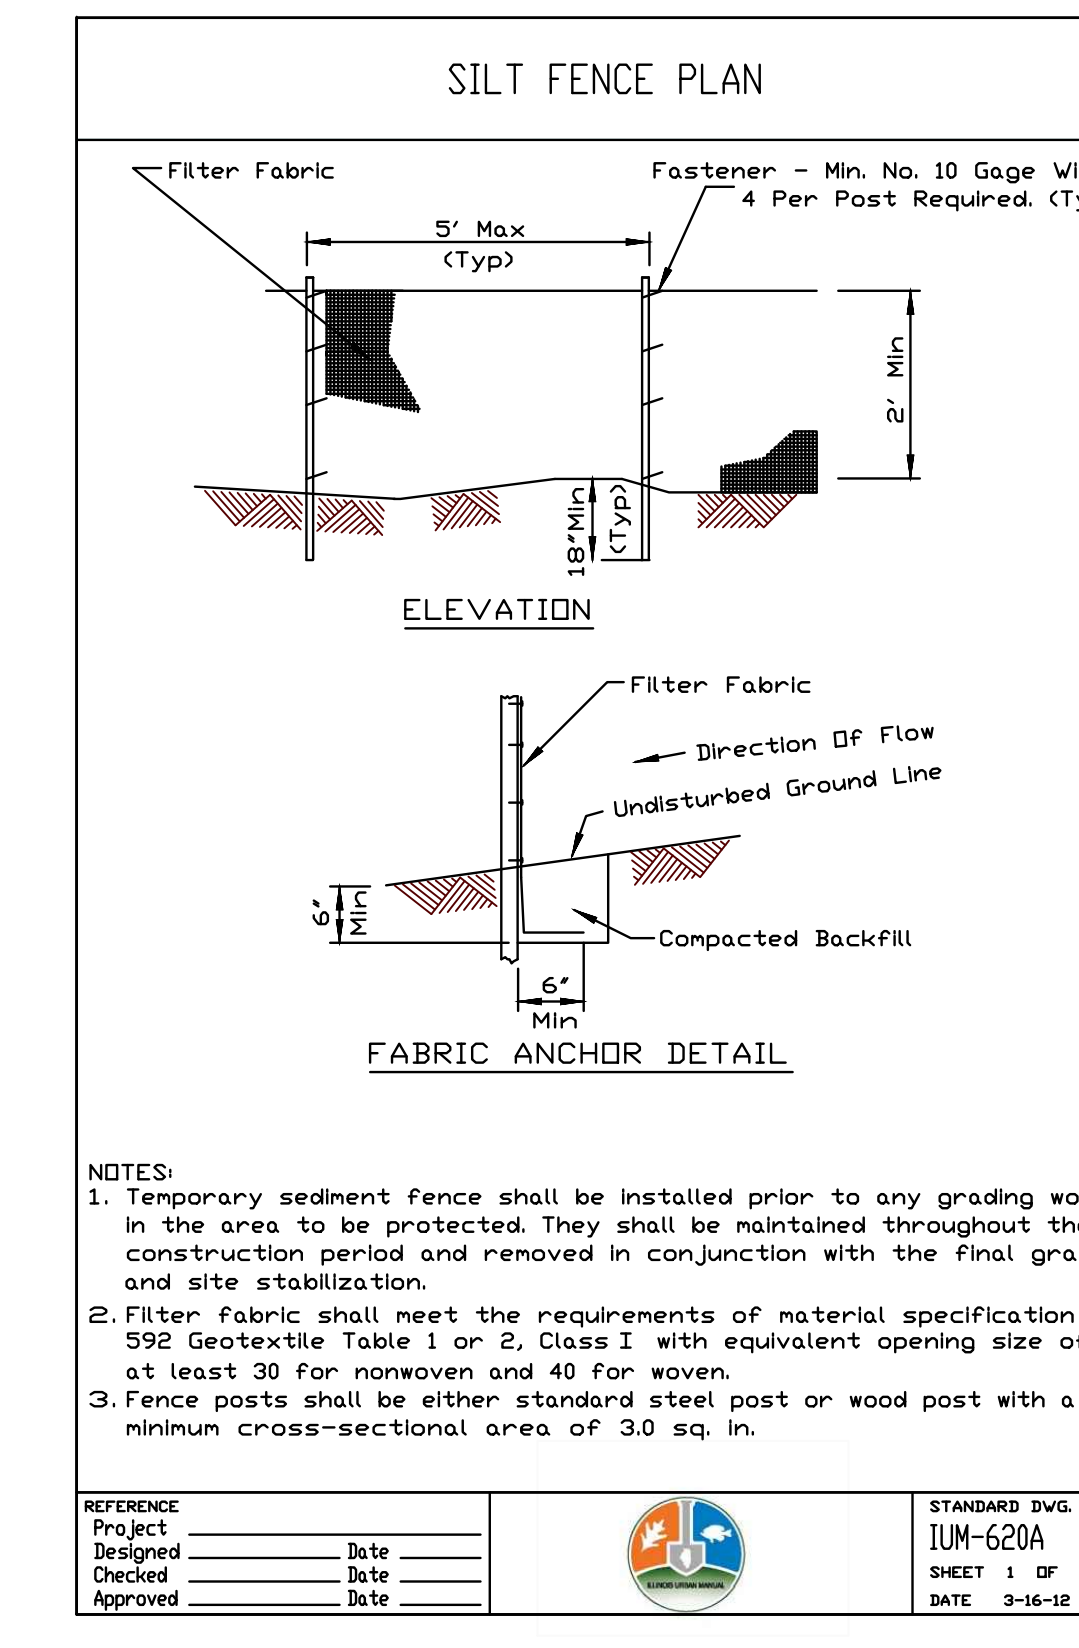 SILT FENCE PLAN
Filter Fabric
Fastener - Min. No. 10 Gage
4 Per Post Required.
5' Max
(Typ)
2' Min
18" Min
(Typ)
ELEVATION
Filter Fabric
Direction Of Flow
Undisturbed Ground Line
6"
Min
Compacted Backfill
6"
Min
FABRIC ANCHOR DETAIL
NOTES:
1. Temporary sediment fence shall be installed prior to any grading
in the area to be protected. They shall be maintained throughout
construction period and removed in conjunction with the final
and site stabilization.
2. Filter fabric shall meet the requirements of material specification
592 Geotextile Table 1 or 2, Class I with equivalent opening size of
at least 30 for nonwoven and 40 for woven.
3. Fence posts shall be either standard steel post or wood post with a
minimum cross-sectional area of 3.0 sq. in.
REFERENCE
Project
Designed Date
Checked Date
Approved Date
ILLINOIS URBAN MANUAL
STANDARD DWG.
IUM-620A
SHEET 1 OF
DATE 3-16-12